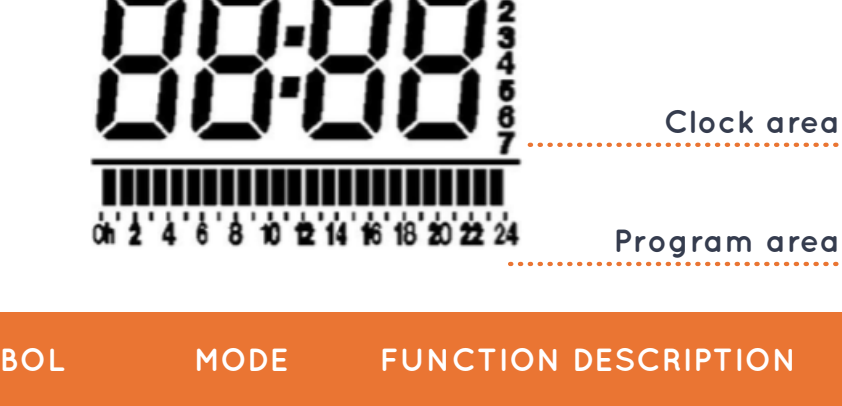 88:88
2
3
4
5
6
7
Clock area
0h 2 4 6 8 10 12 14 16 18 20 22 24
Program area
BOL MODE FUNCTION DESCRIPTION